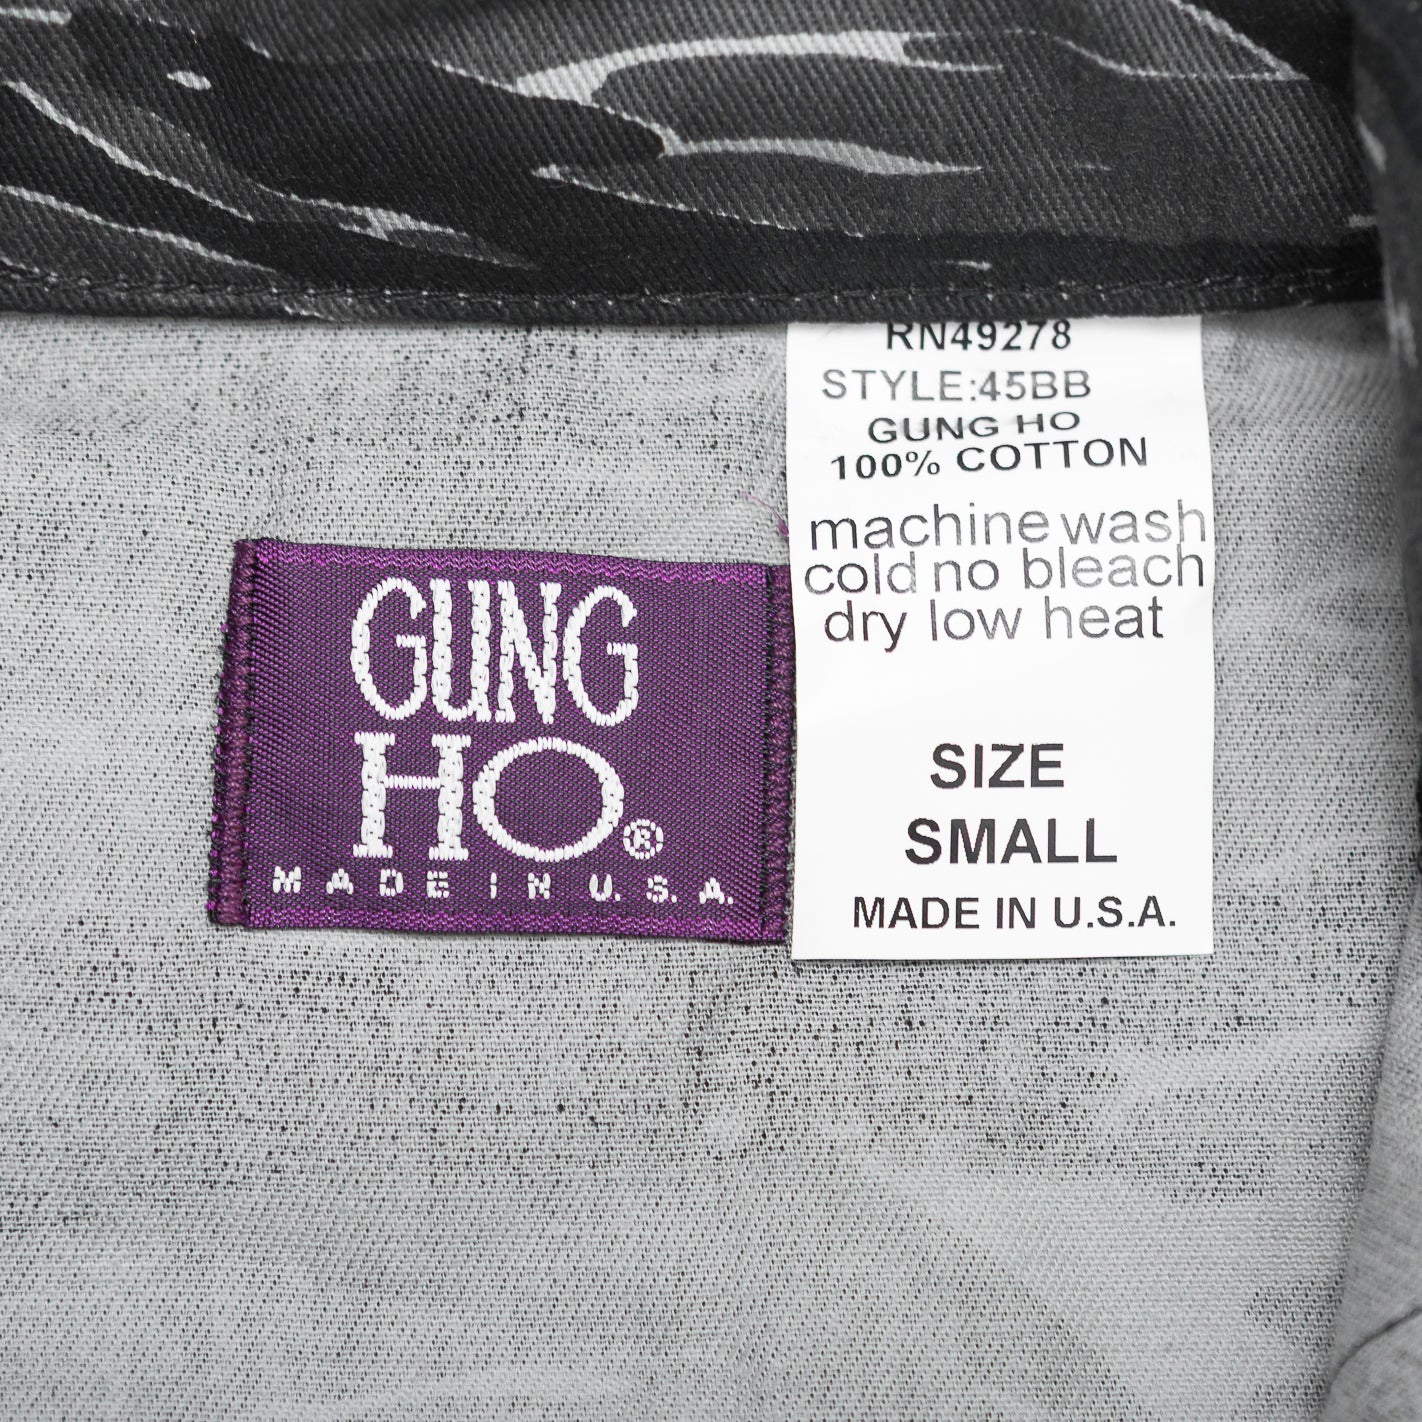 GUNG
HO®
MADE IN U.S.A.
RN49278
STYLE:45BB
GUNG HO
100% COTTON
machine wash
cold no bleach
dry low heat
SIZE
SMALL
MADE IN U.S.A.